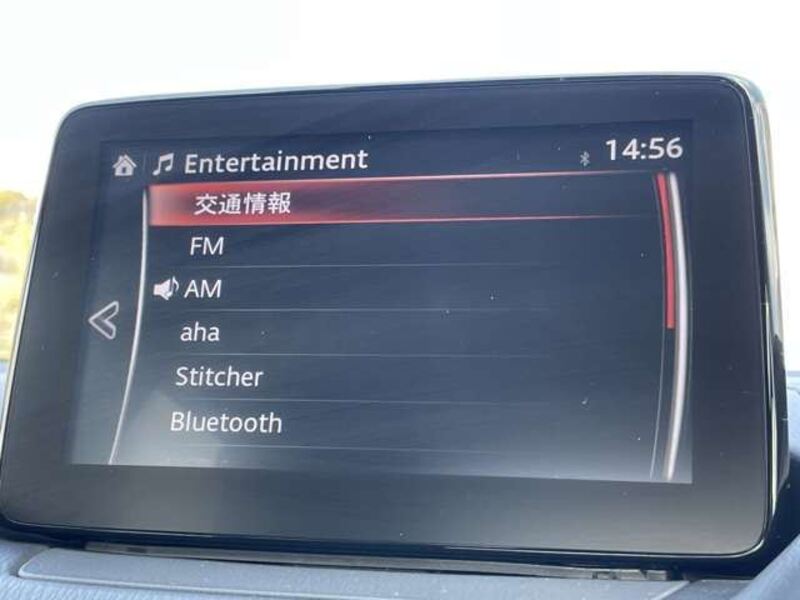 Entertainment 14:56
交通情報
FM
AM
aha
Stitcher
Bluetooth